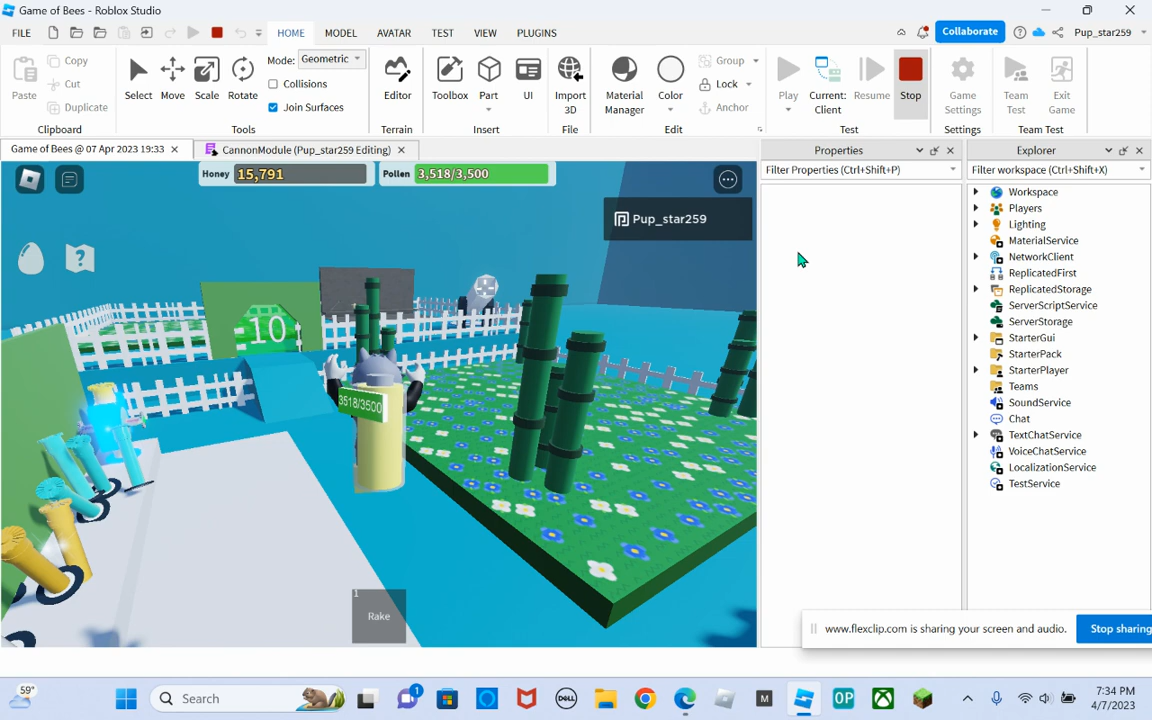 Game of Bees - Roblox Studio
FILE HOME MODEL AVATAR TEST VIEW PLUGINS Collaborate Pup_star259
Paste Copy Cut Duplicate Clipboard
Select Move Scale Rotate Mode: Geometric Collisions Join Surfaces Tools
Editor Terrain
Toolbox Part UI Insert
Import 3D File
Material Manager Color Group Lock Anchor Edit
Play Current: Client Resume Stop Test
Game Settings Settings
Team Test Exit Game Team Test
Game of Bees @ 07 Apr 2023 19:33 CannonModule (Pup_star259 Editing)
Properties
Filter Properties (Ctrl+Shift+P)
Explorer
Filter workspace (Ctrl+Shift+X)
Workspace
Players
Lighting
MaterialService
NetworkClient
ReplicatedFirst
ReplicatedStorage
ServerScriptService
ServerStorage
StarterGui
StarterPack
StarterPlayer
Teams
SoundService
Chat
TextChatService
VoiceChatService
LocalizationService
TestService
Honey 15,791 Pollen 3,518/3,500
Pup_star259
?
10
3518/3500
1
Rake
www.flexclip.com is sharing your screen and audio. Stop sharing
59°
Search
1
DELL
M
OP
7:34 PM
4/7/2023